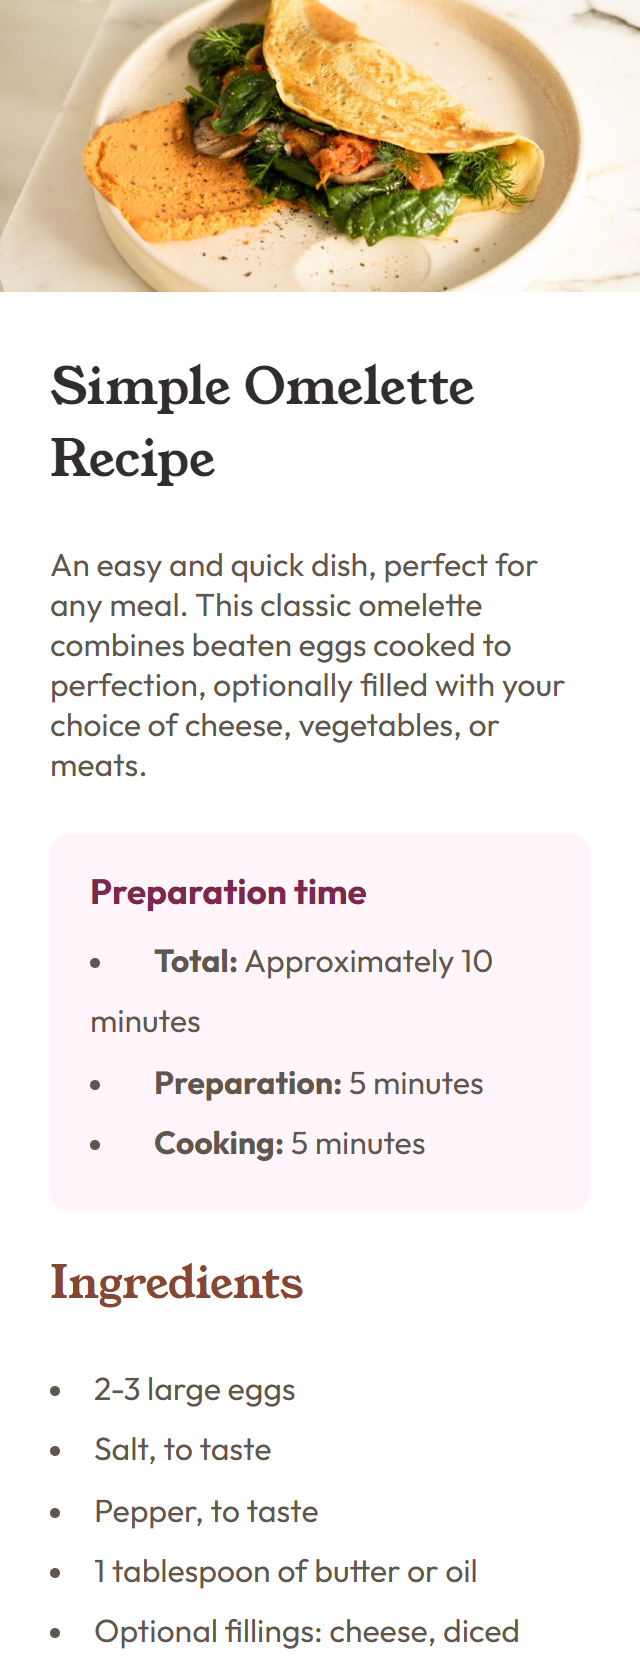 Simple Omelette
Recipe
An easy and quick dish, perfect for
any meal. This classic omelette
combines beaten eggs cooked to
perfection, optionally filled with your
choice of cheese, vegetables, or
meats.
Preparation time
• Total: Approximately 10
minutes
• Preparation: 5 minutes
• Cooking: 5 minutes
Ingredients
• 2-3 large eggs
• Salt, to taste
• Pepper, to taste
• 1 tablespoon of butter or oil
• Optional fillings: cheese, diced